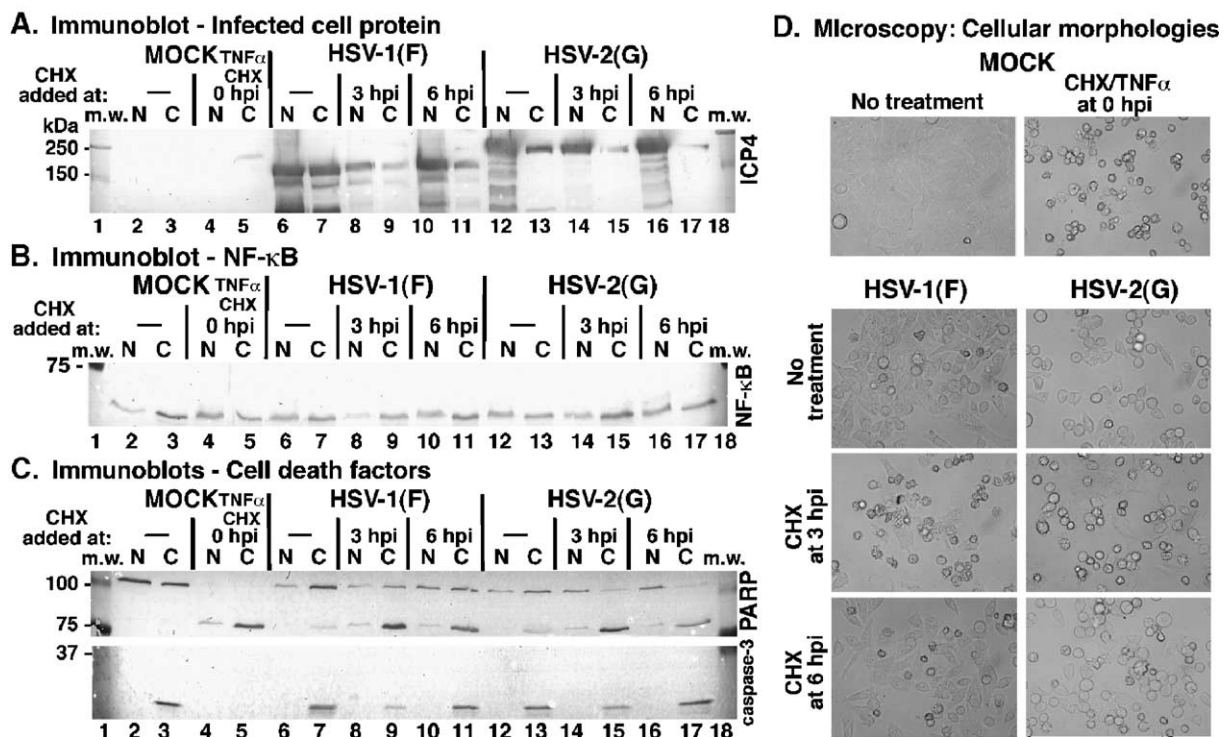 A. Immunoblot - Infected cell protein
MOCK TNFα HSV-1(F) HSV-2(G)
CHX CHX
added at: — 0 hpi — 3 hpi 6 hpi — 3 hpi 6 hpi
m.w. N C N C N C N C N C N C N C N C m.w.
kDa
250
150
ICP4
1 2 3 4 5 6 7 8 9 10 11 12 13 14 15 16 17 18
B. Immunoblot - NF-κB
MOCK TNFα HSV-1(F) HSV-2(G)
CHX CHX
added at: — 0 hpi — 3 hpi 6 hpi — 3 hpi 6 hpi
m.w. N C N C N C N C N C N C N C N C m.w.
75 -
NF-κB
1 2 3 4 5 6 7 8 9 10 11 12 13 14 15 16 17 18
C. Immunoblots - Cell death factors
MOCK TNFα HSV-1(F) HSV-2(G)
CHX CHX
added at: — 0 hpi — 3 hpi 6 hpi — 3 hpi 6 hpi
m.w. N C N C N C N C N C N C N C N C m.w.
100 -
75 -
PARP
37 -
caspase-3
1 2 3 4 5 6 7 8 9 10 11 12 13 14 15 16 17 18
D. MIcroscopy: Cellular morphologies
MOCK
No treatment
CHX/TNFα
at 0 hpi
HSV-1(F) HSV-2(G)
No
treatment
CHX
at 3 hpi
CHX
at 6 hpi